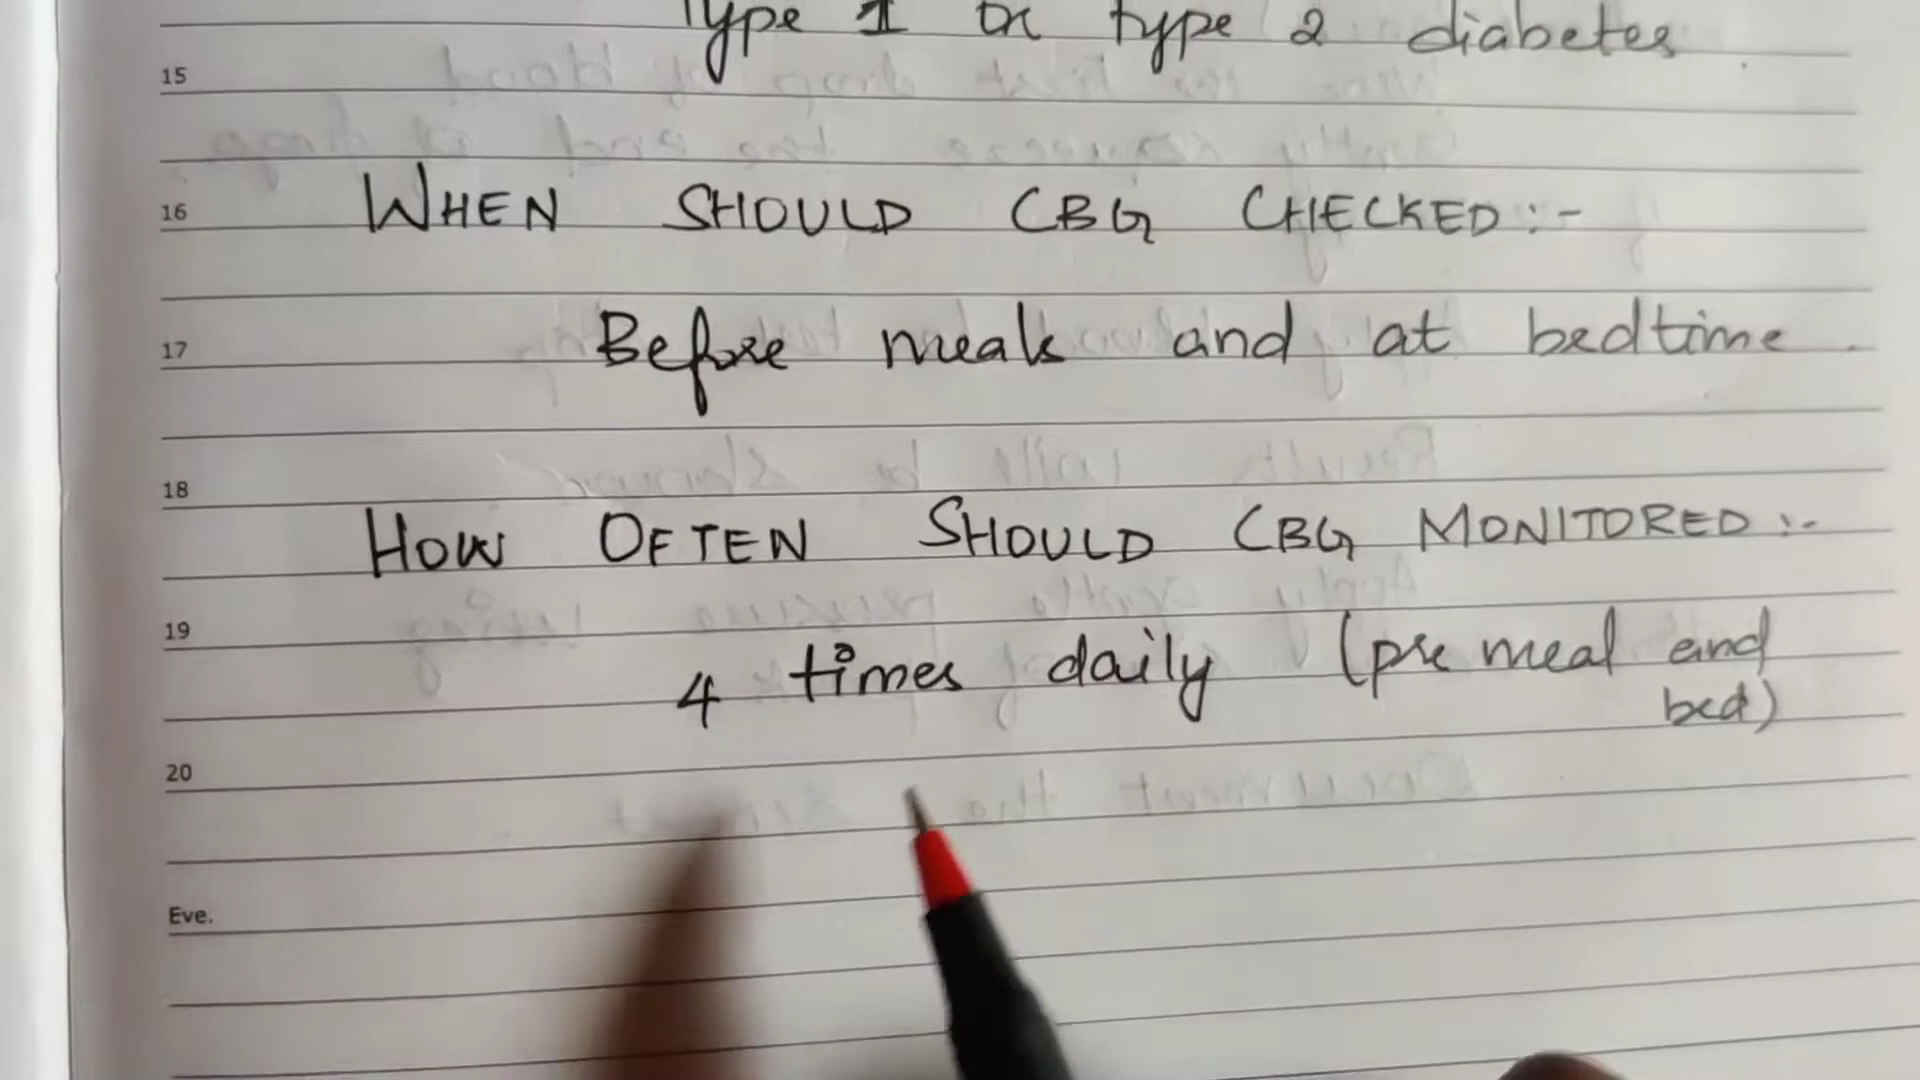 Type 1 or type 2 diabetes
15
16 WHEN SHOULD CBG CHECKED:-
17 Before meals and at bedtime.
18
HOW OFTEN SHOULD CBG MONITORED:-
19
4 times daily (pre meal and
bed)
20
Eve.